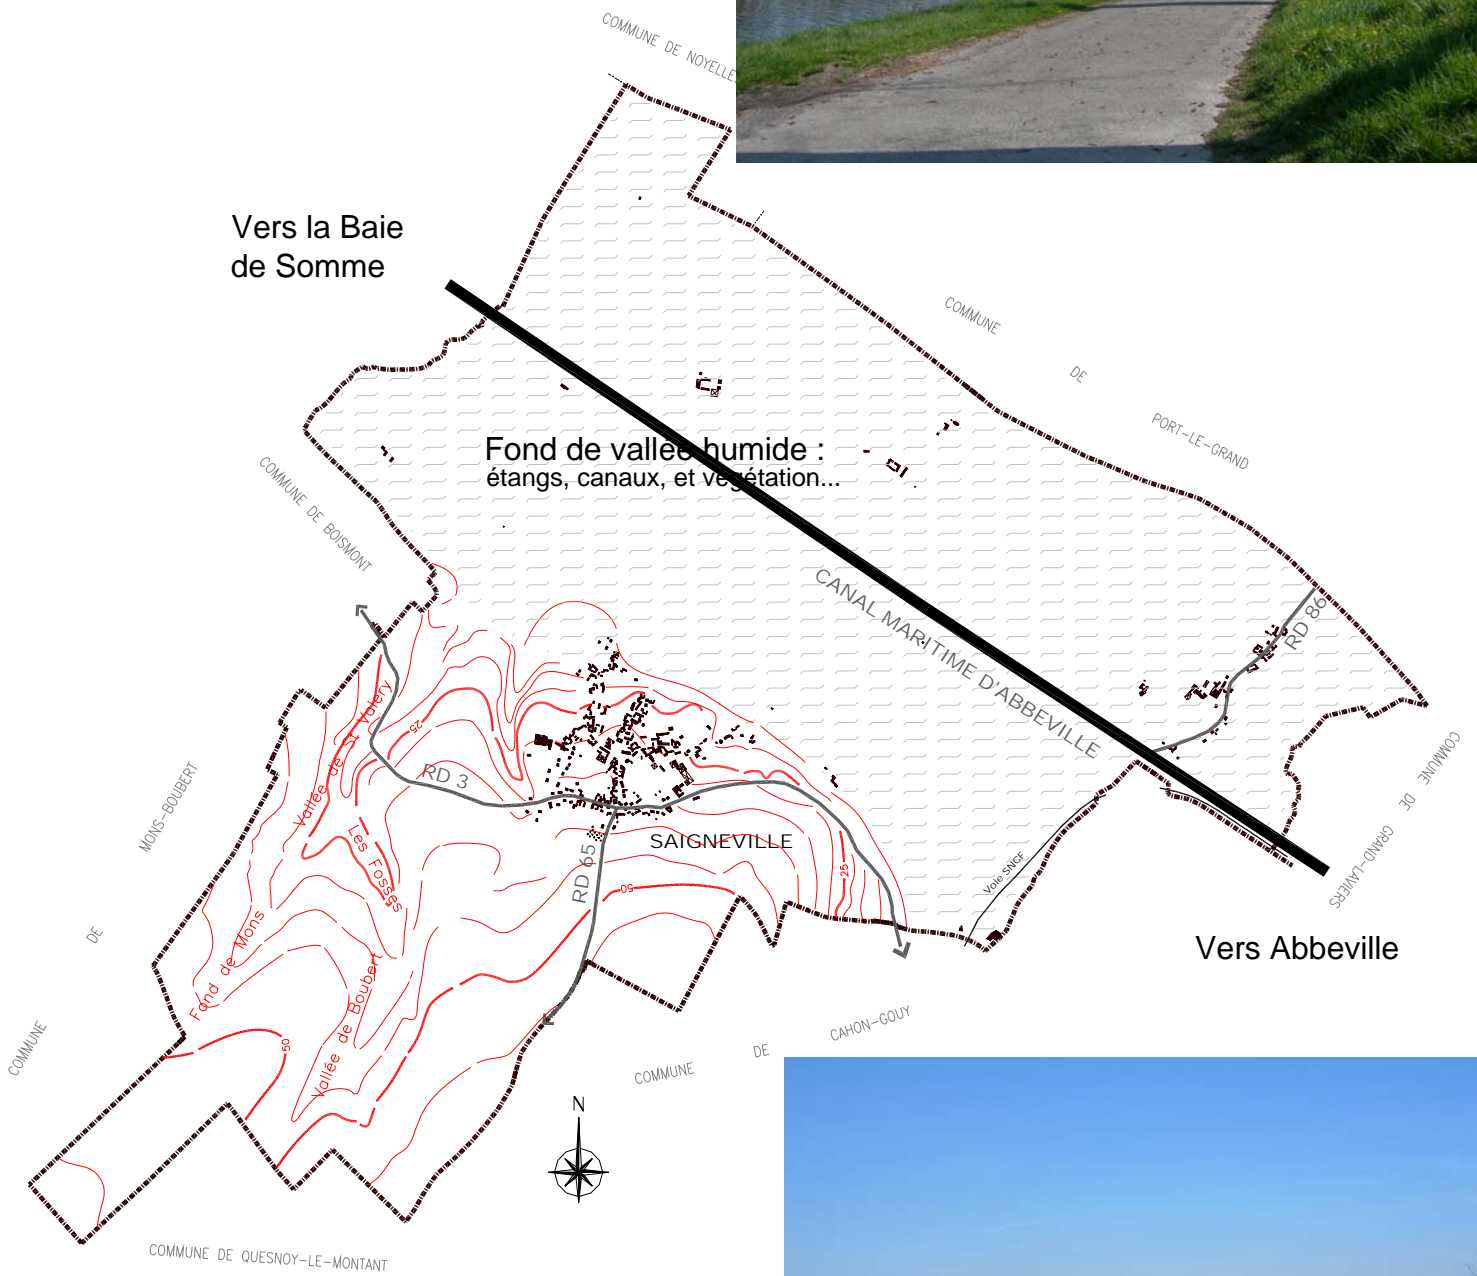 COMMUNE DE NOYELLES
Vers la Baie
de Somme
COMMUNE
DE
PORT-LE-GRAND
Fond de vallée humide :
étangs, canaux, et végétation...
COMMUNE DE BOISMONT
CANAL MARITIME D'ABBEVILLE
RD 86
Vallée de St Valery
25
RD 3
MONS-BOUBERT
DE
COMMUNE
Les Fosses
SAIGNEVILLE
RD 65
50
25
Voie SNCF
COMMUNE
DE
GRAND-LAVIERS
Vers Abbeville
Fond de Mons
Vallée de Boubert
50
COMMUNE
DE
CAHON-GOUY
N
COMMUNE DE QUESNOY-LE-MONTANT